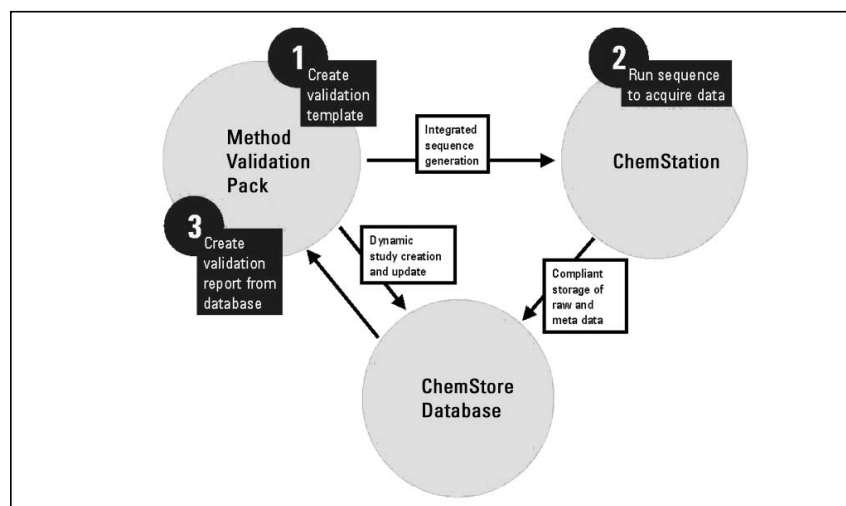 1
Create
validation
template
2
Run sequence
to acquire data
Method
Validation
Pack
Integrated
sequence
generation
ChemStation
3
Create
validation
report from
database
Dynamic
study creation
and update
Compliant
storage of
raw and
meta data
ChemStore
Database